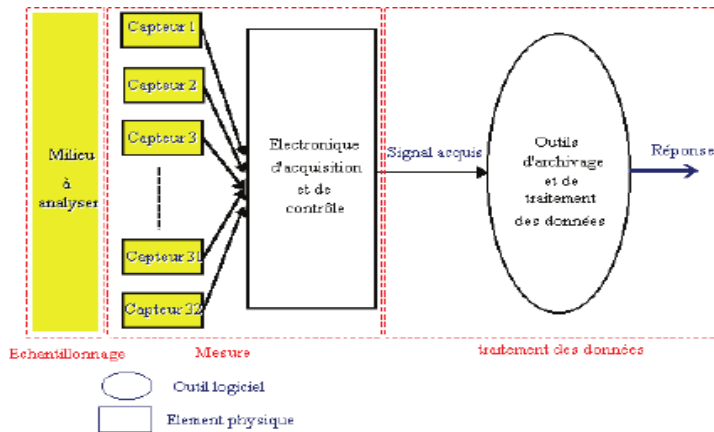 Milieu
à
analyser
Capteur 1
Capteur 2
Capteur 3
Capteur 31
Capteur 32
Electronique
d'acquisition
et de
contrôle
Signal acquis
Outils
d'archivage
et de
traitement
des données
Réponse
Echantillonnage
Mesure
traitement des données
Outil logiciel
Element physique